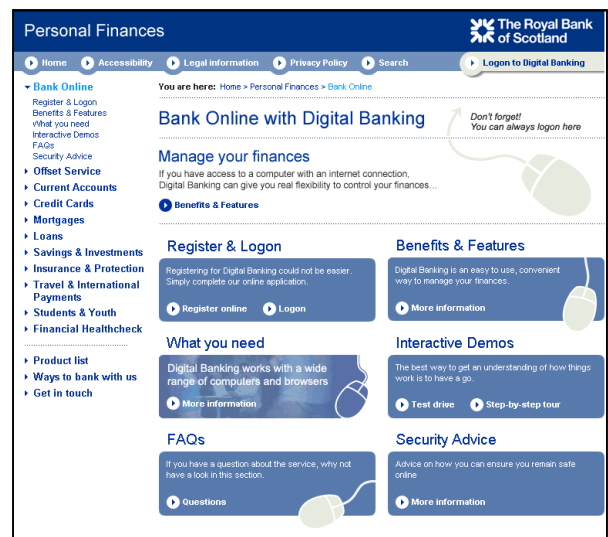 Personal Finances
The Royal Bank
of Scotland
Home
Accessibility
Legal information
Privacy Policy
Search
Logon to Digital Banking
Bank Online
Register & Logon
Benefits & Features
What you need
Interactive Demos
FAQs
Security Advice
Offset Service
Current Accounts
Credit Cards
Mortgages
Loans
Savings & Investments
Insurance & Protection
Travel & International
Payments
Students & Youth
Financial Healthcheck
Product list
Ways to bank with us
Get in touch
You are here: Home > Personal Finances > Bank Online
Bank Online with Digital Banking
Don't forget!
You can always logon here
Manage your finances
If you have access to a computer with an internet connection,
Digital Banking can give you real flexibility to control your finances...
Benefits & Features
Register & Logon
Registering for Digital Banking could not be easier.
Simply complete our online application.
Register online
Logon
Benefits & Features
Digital Banking is an easy to use, convenient
way to manage your finances.
More information
What you need
Digital Banking works with a wide
range of computers and browsers
More information
Interactive Demos
The best way to get an understanding of how things
work is to have a go.
Test drive
Step-by-step tour
FAQs
If you have a question about the service, why not
have a look in this section.
Questions
Security Advice
Advice on how you can ensure you remain safe
online
More information